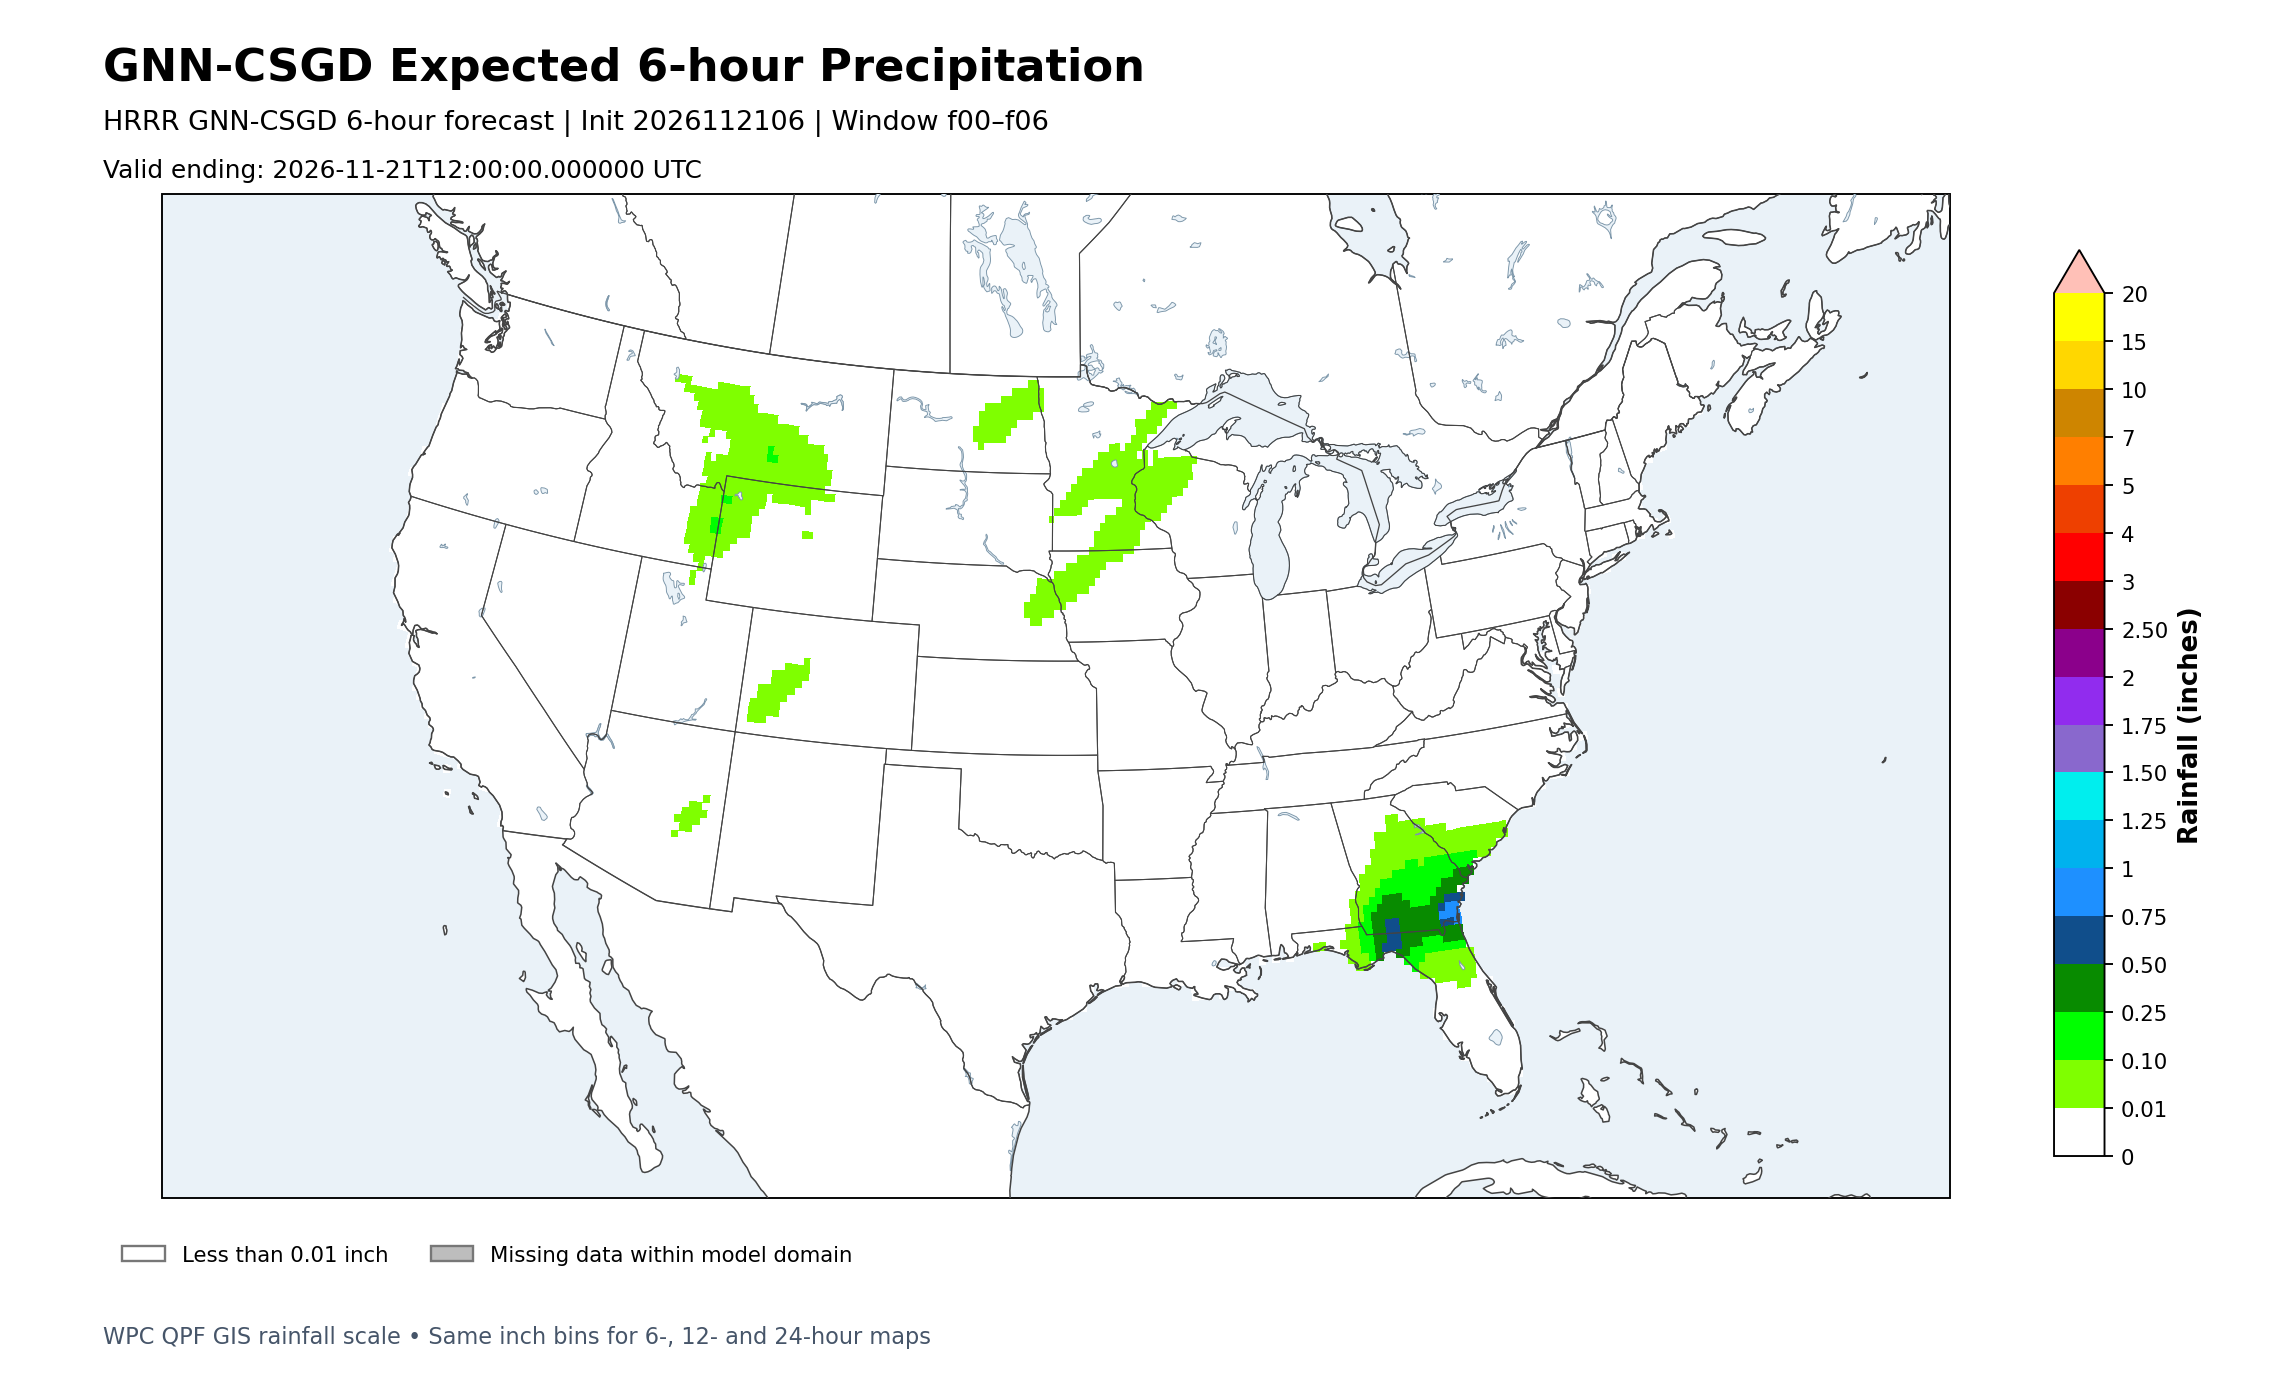 GNN-CSGD Expected 6-hour Precipitation
HRRR GNN-CSGD 6-hour forecast | Init 2026112106 | Window f00–f06
Valid ending: 2026-11-21T12:00:00.000000 UTC
20
15
10
7
5
4
3
2.50
2
1.75
1.50
1.25
1
0.75
0.50
0.25
0.10
0.01
0
Rainfall (inches)
Less than 0.01 inch
Missing data within model domain
WPC QPF GIS rainfall scale • Same inch bins for 6-, 12- and 24-hour maps